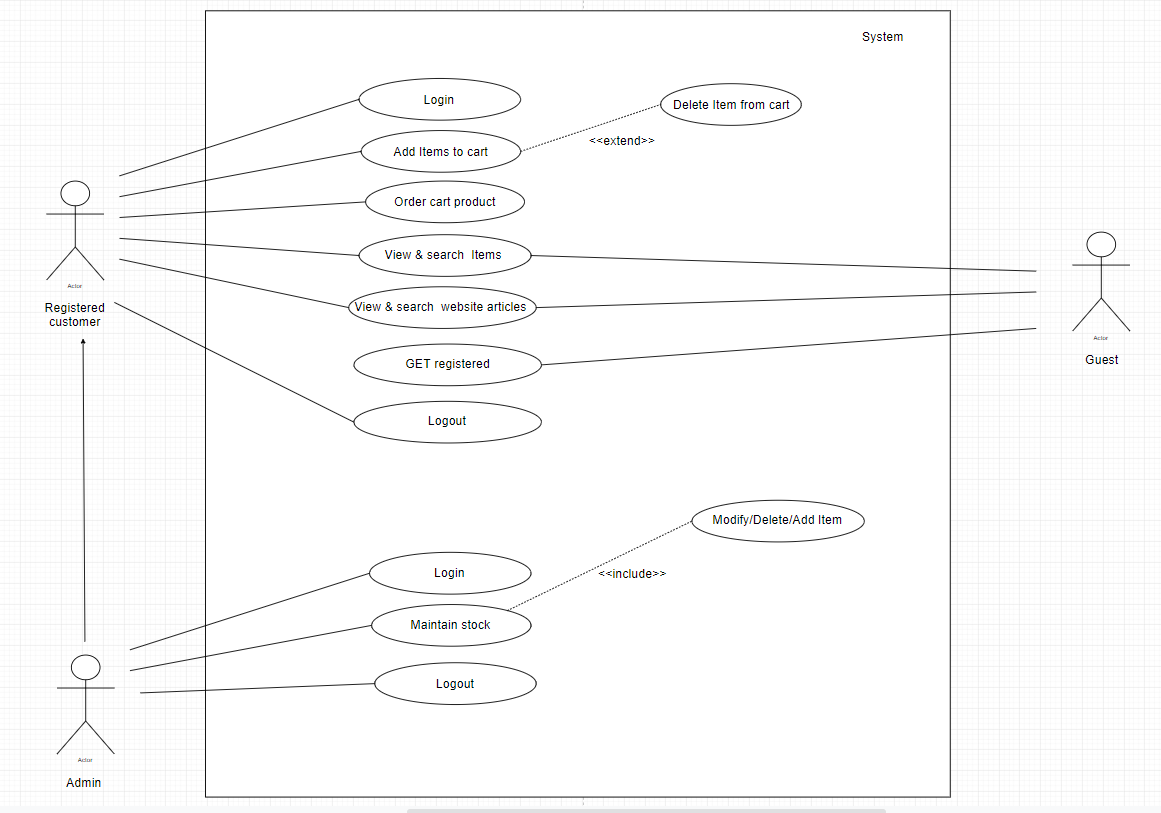 System
Login
Delete Item from cart
<<extend>>
Add Items to cart
Order cart product
View & search  Items
View & search  website articles
GET registered
Logout
Actor
Registered
customer
Actor
Guest
Modify/Delete/Add Item
<<include>>
Login
Maintain stock
Logout
Actor
Admin